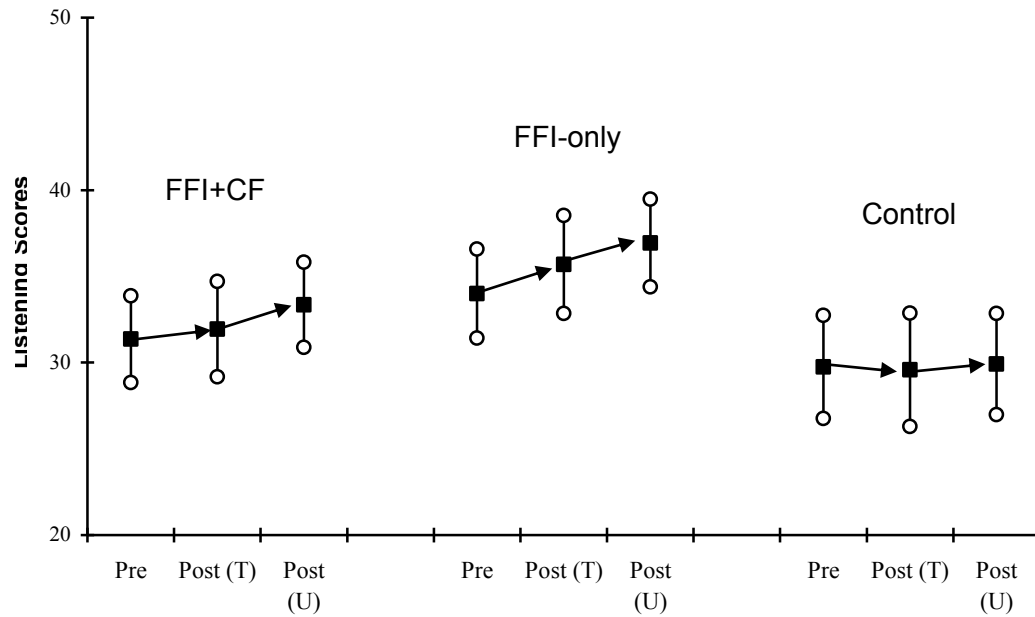 50
FFI-only
40
FFI+CF
Control
Listening Scores
30
20
Pre Post (T) Post (U) Pre Post (T) Post (U) Pre Post (T) Post (U)